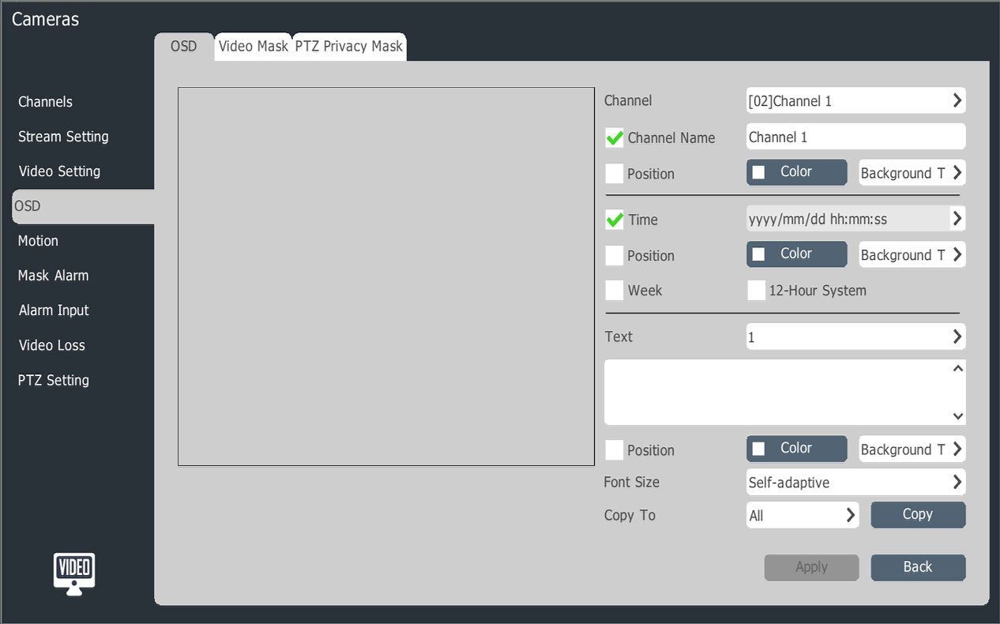 Cameras
OSD
Video Mask
PTZ Privacy Mask
Channels
Stream Setting
Video Setting
OSD
Motion
Mask Alarm
Alarm Input
Video Loss
PTZ Setting
VIDEO
Channel
[02]Channel 1
Channel Name
Channel 1
Position
Color
Background T
Time
yyyy/mm/dd hh:mm:ss
Position
Color
Background T
Week
12-Hour System
Text
1
Position
Color
Background T
Font Size
Self-adaptive
Copy To
All
Copy
Apply
Back